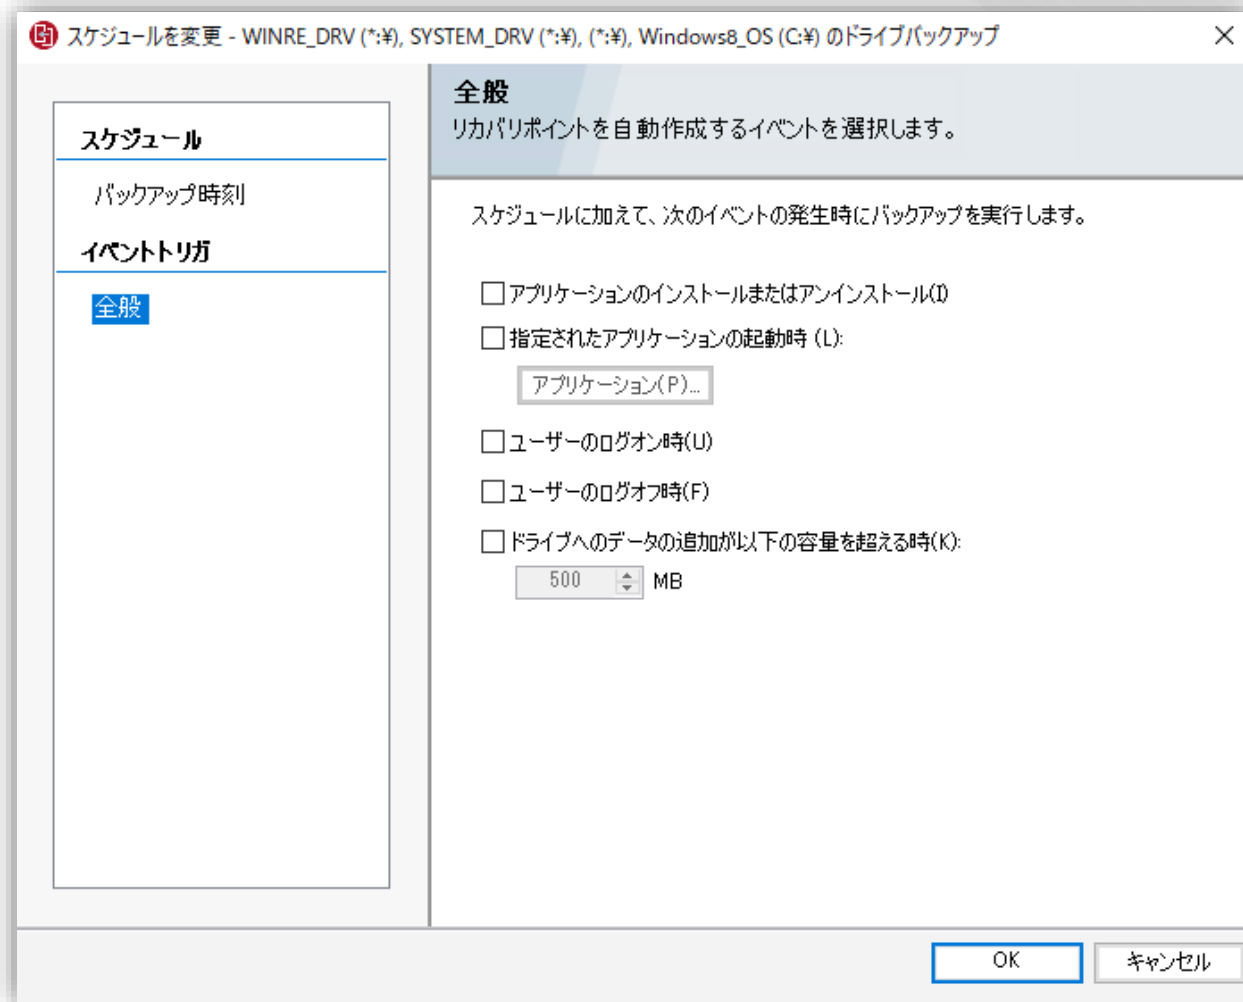 スケジュールを変更 - WINRE_DRV (*:¥), SYSTEM_DRV (*:¥), (*:¥), Windows8_OS (C:¥) のドライブバックアップ
スケジュール
バックアップ時刻
イベントトリガ
全般
全般
リカバリポイントを自動作成するイベントを選択します。
スケジュールに加えて、次のイベントの発生時にバックアップを実行します。
アプリケーションのインストールまたはアンインストール(I)
指定されたアプリケーションの起動時 (L):
アプリケーション(P)...
ユーザーのログオン時(U)
ユーザーのログオフ時(F)
ドライブへのデータの追加が以下の容量を超える時(K):
500 MB
OK
キャンセル